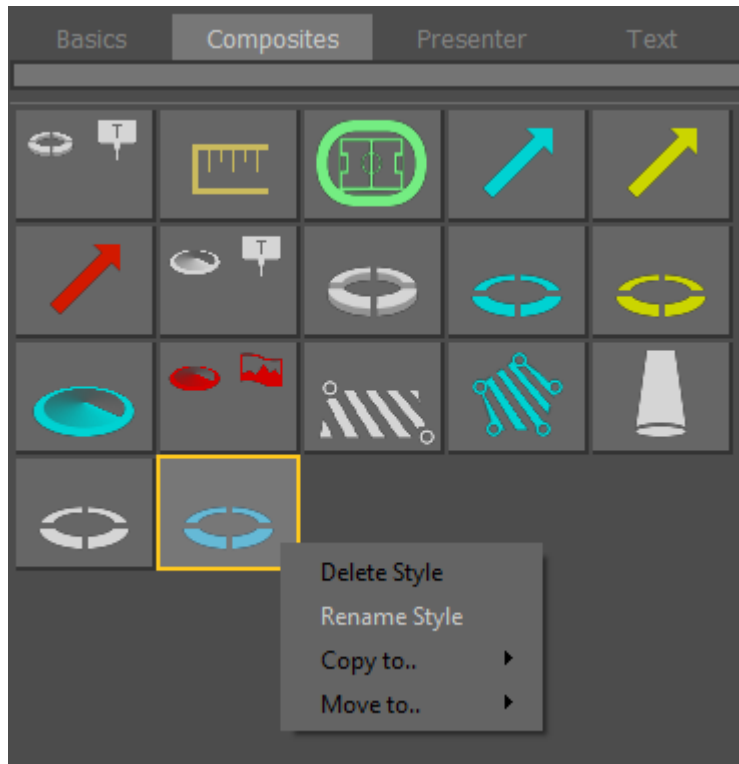 Basics Composites Presenter Text
T
T
Delete Style
Rename Style
Copy to..
Move to..